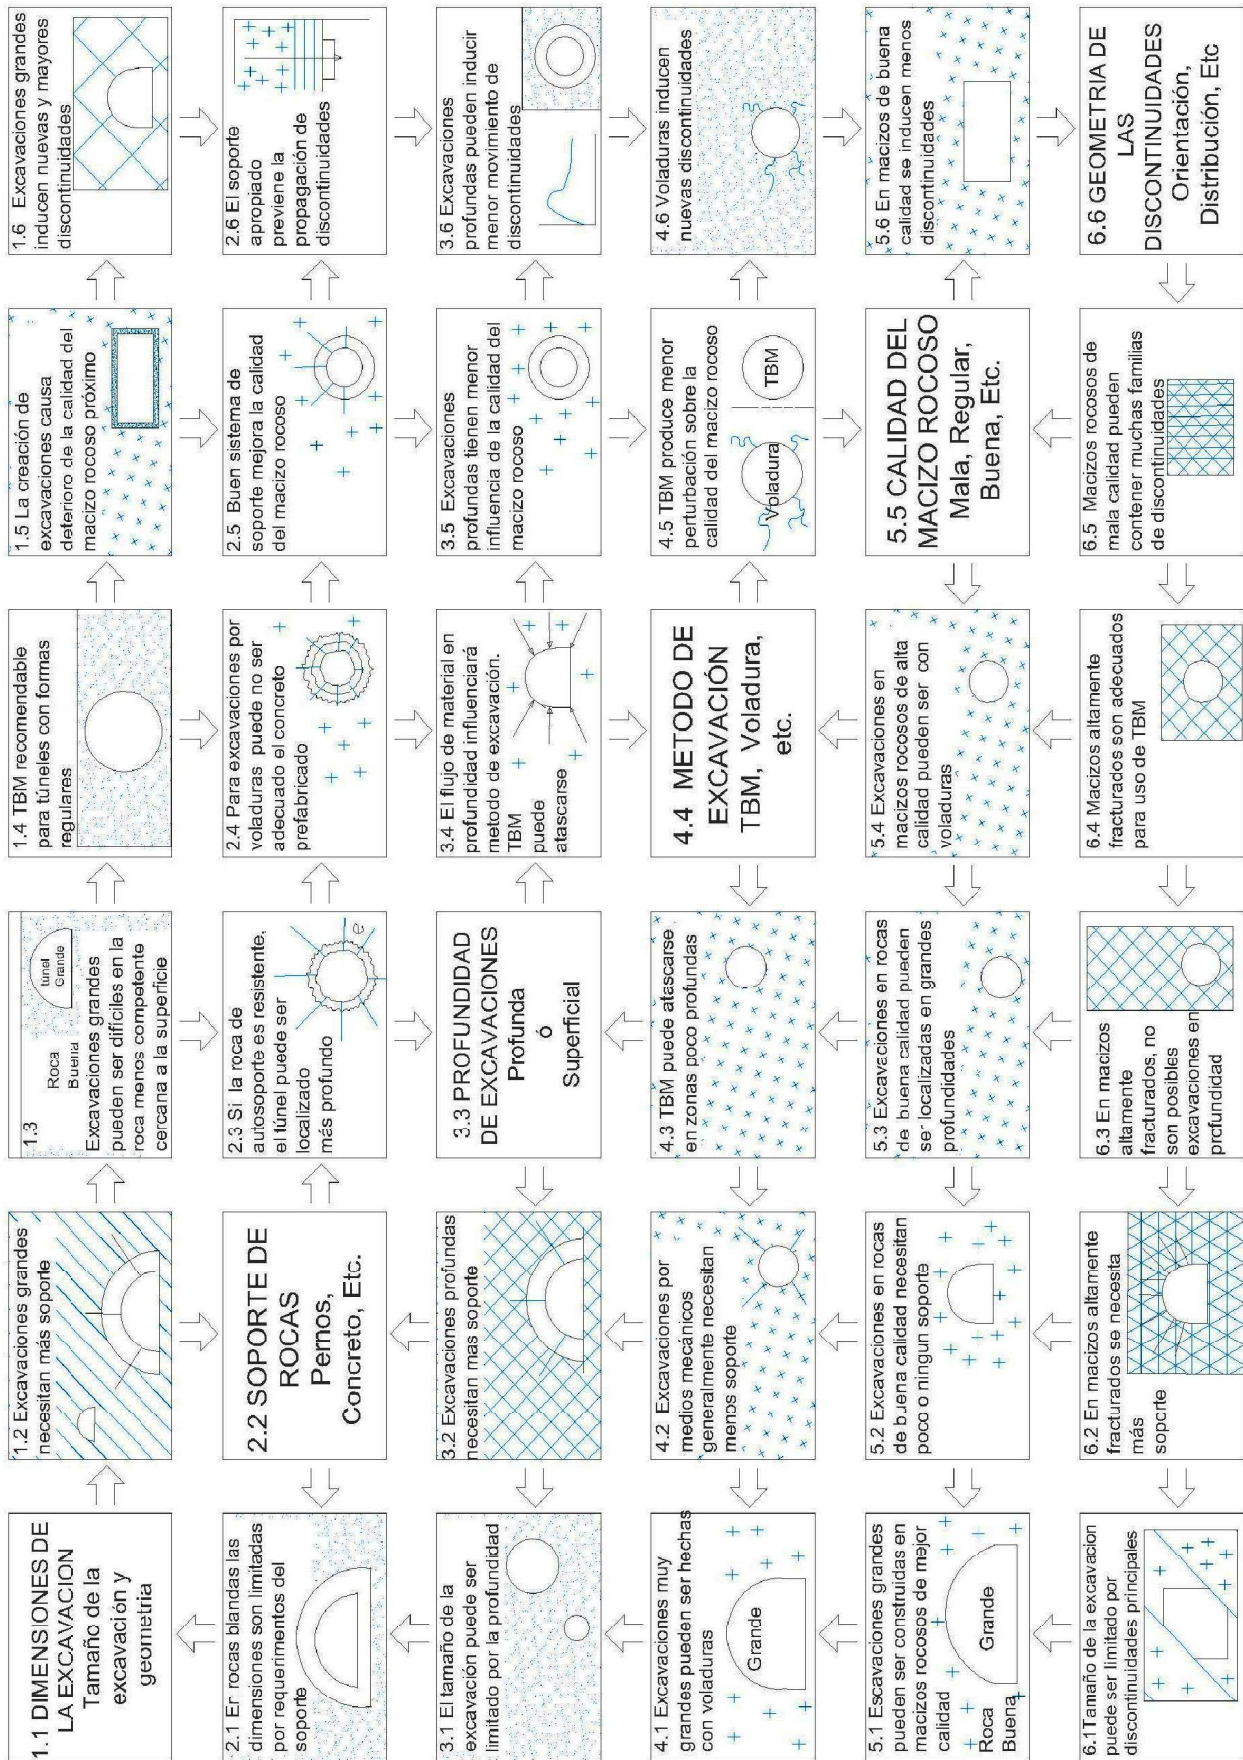 1.1 DIMENSIONES DE
LA EXCAVACION
Tamaño de la
excavación y
geometria
1.2 Excavaciones grandes
necesitan más soporte
1.3
Roca
Buena
tunel
Grande
Excavaciones grandes
pueden ser difíciles en la
roca menos competente
cercana a la superficie
1.4 TBM recomendable
para túneles con formas
regulares
1.5 La creación de
excavaciones causa
deterioro de la calidad del
macizo rocoso próximo
1.6 Excavaciones grandes
inducen nuevas y mayores
discontinuidades
2.1 En rocas blandas las
dimensiones son limitadas
por requerimentos del
soporte
2.2 SOPORTE DE
ROCAS
Pernos,
Concreto, Etc.
2.3 Si la roca de
autosoporte es resistente,
el túnel puede ser
localizado
más profundo
e
2.4 Para excavaciones por
voladuras puede no ser
adecuado el concreto
prefabricado
2.5 Buen sistema de
soporte mejora la calidad
del macizo rocoso
2.6 El soporte
apropiado
previene la
propagación de
discontinuidades
3.1 El tamaño de la
excavación puede ser
limitado por la profundidad
3.2 Excavaciones profundas
necesitan mas soporte
3.3 PROFUNDIDAD
DE EXCAVACIONES
Profunda
ó
Superficial
3.4 El flujo de material en
profundidad influenciará
metodo de excavación.
TBM
puede
atascarse
3.5 Excavaciones
profundas tienen menor
influencia de la calidad del
macizo rocoso
3.6 Excavaciones
profundas pueden inducir
menor movimiento de
discontinuidades
4.1 Excavaciones muy
grandes pueden ser hechas
con voladuras
Grande
4.2 Excavaciones por
medios mecánicos
generalmente necesitan
menos soporte
4.3 TBM puede atascarse
en zonas poco profundas
4.4 METODO DE
EXCAVACIÓN
TBM, Voladura,
etc.
4.5 TBM produce menor
perturbación sobre la
calidad del macizo rocoso
Voladura
TBM
4.6 Voladuras inducen
nuevas discontinuidades
5.1 Escavaciones grandes
pueden ser construidas en
macizos rocosos de mejor
calidad
Roca
Buena
Grande
5.2 Excavaciones en rocas
de buena calidad necesitan
poco o ningun soporte
5.3 Excavaciones en rocas
de buena calidad pueden
ser localizadas en grandes
profundidades
5.4 Excavaciones en
macizos rocosos de alta
calidad pueden ser con
voladuras
5.5 CALIDAD DEL
MACIZO ROCOSO
Mala, Regular,
Buena, Etc.
5.6 En macizos de buena
calidad se inducen menos
discontinuidades
6.1Tamaño de la excavacion
puede ser limitado por
discontinuidades principales
6.2 En macizos altamente
fracturados se necesita
más
soporte
6.3 En macizos
altamente
fracturados, no
son posibles
excavaciones en
profundidad
6.4 Macizos altamente
fracturados son adecuados
para uso de TBM
6.5 Macizos rocosos de
mala calidad pueden
contener muchas familias
de discontinuidades
6.6 GEOMETRIA DE
LAS
DISCONTINUIDADES
Orientación,
Distribución, Etc